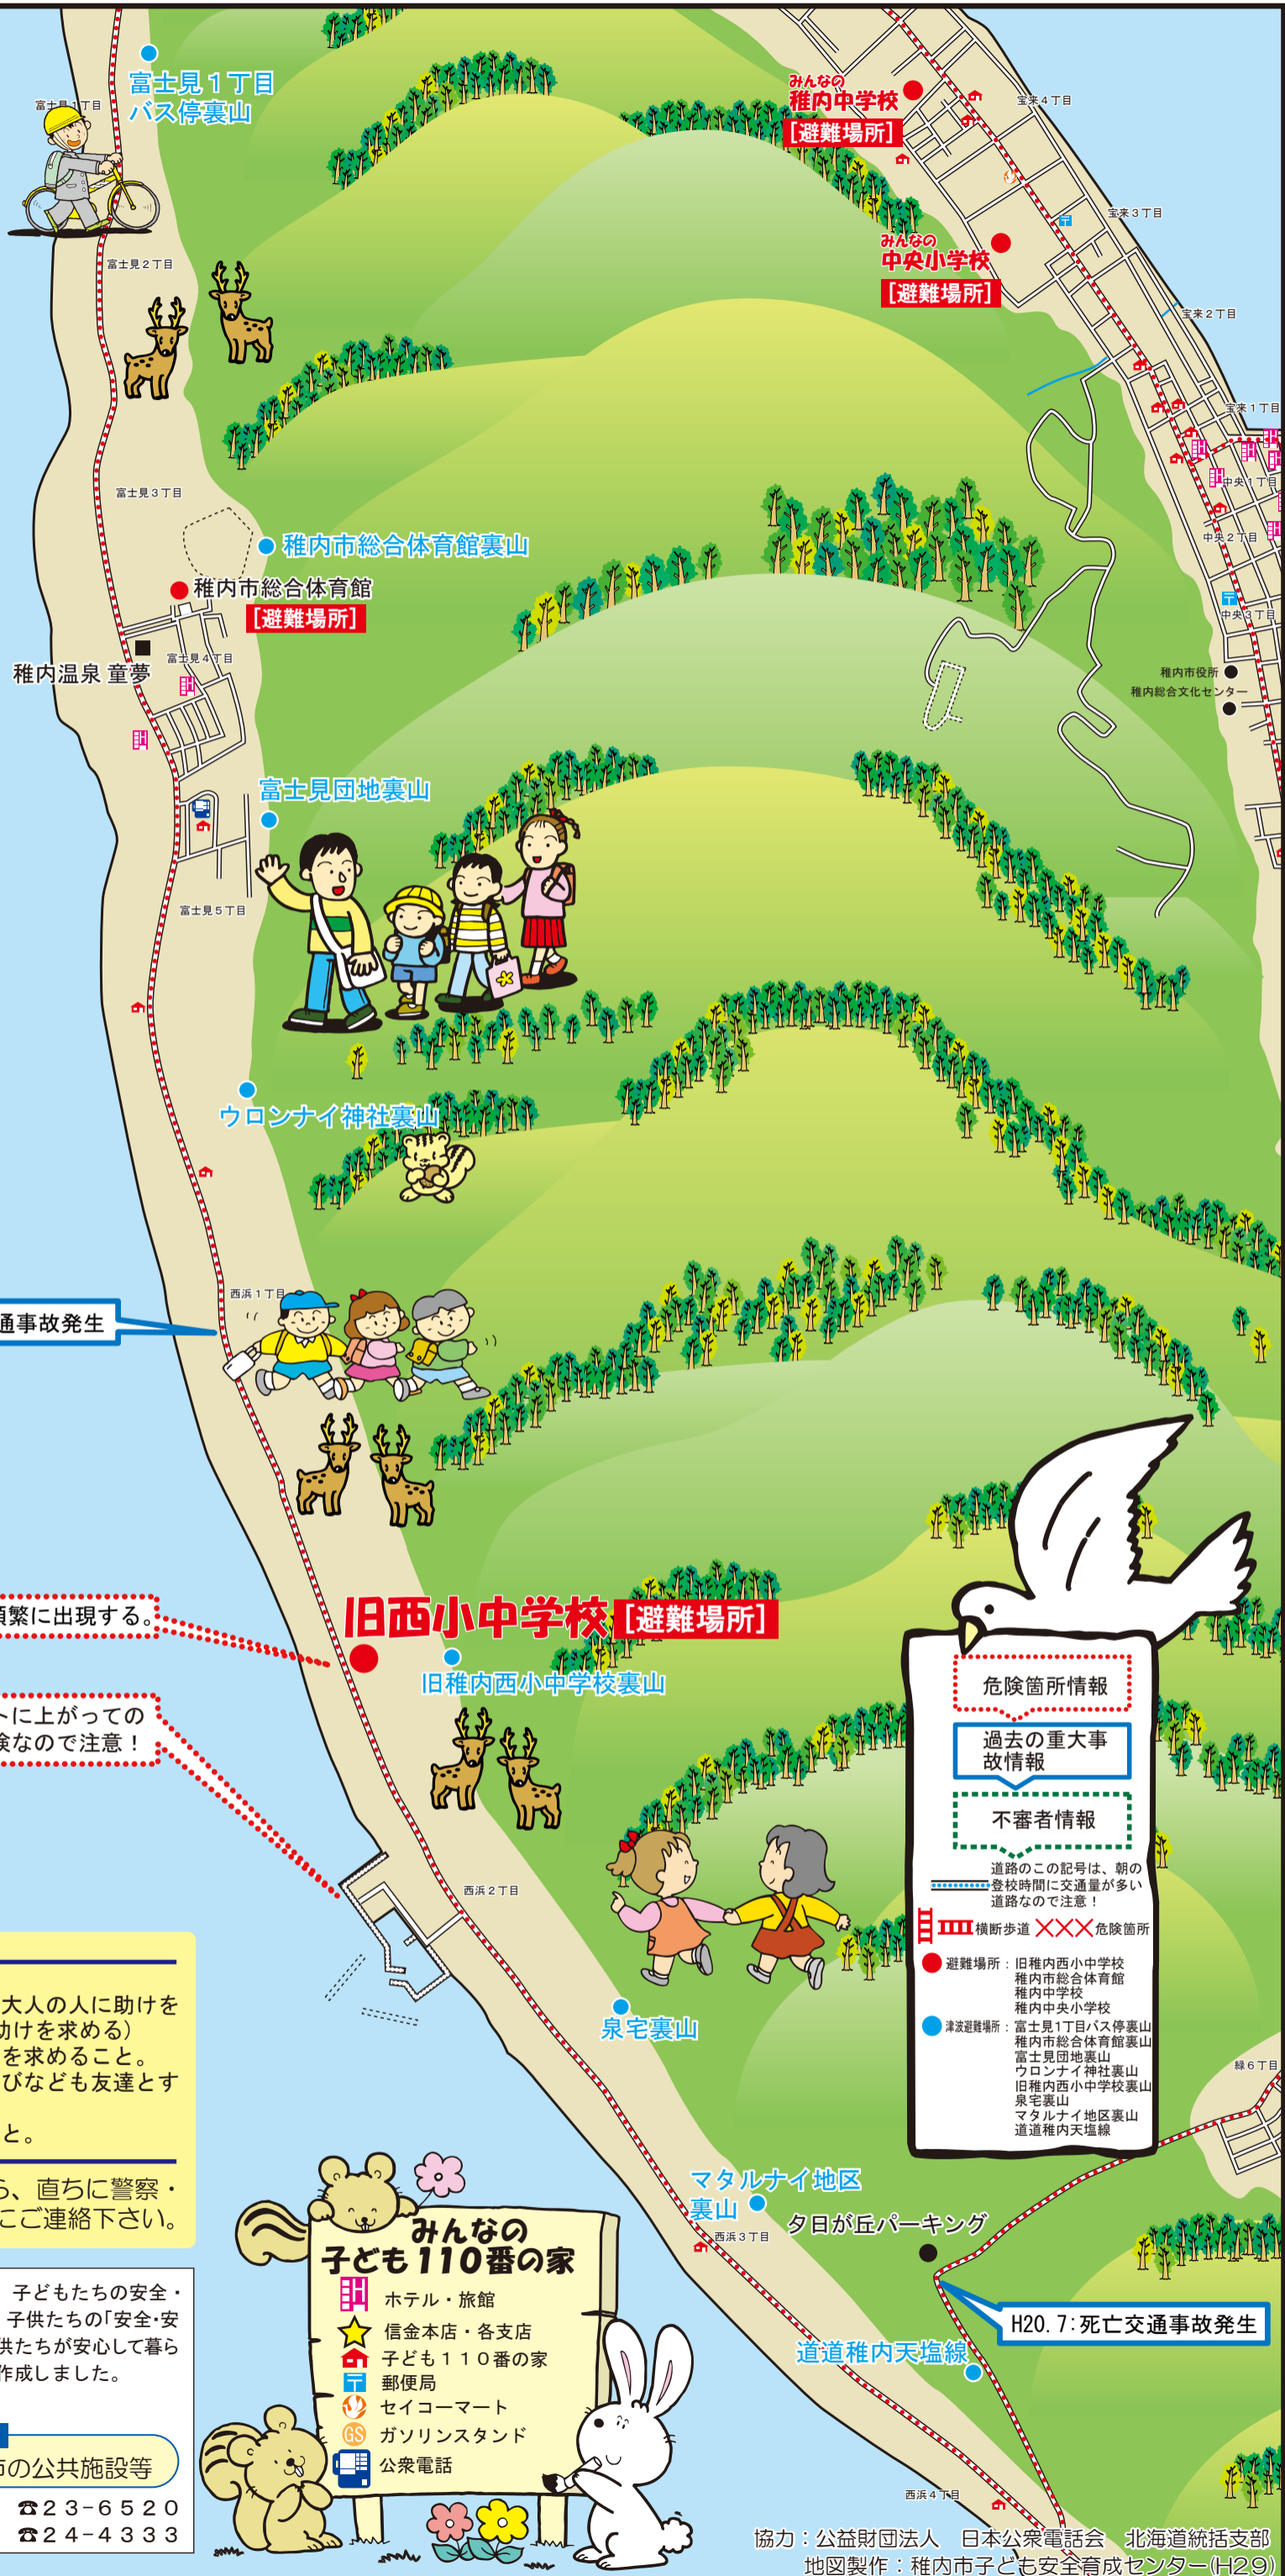 富士見１丁目
バス停裏山
富士見１丁目
みんなの
稚内中学校
［避難場所］
宝来４丁目
宝来３丁目
みんなの
中央小学校
［避難場所］
富士見２丁目
宝来２丁目
宝来１丁目
中央１丁目
富士見３丁目
中央２丁目
稚内市総合体育館裏山
稚内市総合体育館
［避難場所］
中央３丁目
稚内温泉 童夢
富士見４丁目
稚内市役所
稚内総合文化センター
富士見団地裏山
富士見５丁目
ウロンナイ神社裏山
西浜１丁目
通事故発生
頻繁に出現する。
旧西小中学校［避難場所］
旧稚内西小中学校裏山
トに上がっての
険なので注意！
西浜２丁目
危険箇所情報
過去の重大事
故情報
不審者情報
道路のこの記号は、朝の
登校時間に交通量が多い
道路なので注意！
横断歩道 ×××危険箇所
避難場所：旧稚内西小中学校
稚内市総合体育館
稚内中学校
稚内中央小学校
津波避難場所：富士見1丁目バス停裏山
稚内市総合体育館裏山
富士見団地裏山
ウロンナイ神社裏山
旧稚内西小中学校裏山
泉宅裏山
マタルナイ地区裏山
道道稚内天塩線
泉宅裏山
緑６丁目
大人の人に助けを
助けを求める）
を求めること。
びなども友達とす
と。
ら、直ちに警察・
にご連絡下さい。
マタルナイ地区
裏山
西浜３丁目
夕日が丘パーキング
H20.7:死亡交通事故発生
道道稚内天塩線
みんなの
子ども110番の家
ホテル・旅館
信金本店・各支店
子ども１１０番の家
郵便局
セイコーマート
GS ガソリンスタンド
公衆電話
子どもたちの安全・
子供たちの「安全・安
供たちが安心して暮ら
作成しました。
市の公共施設等
☎２３－６５２０
☎２４－４３３３
西浜４丁目
協力：公益財団法人　日本公衆電話会　北海道統括支部
地図製作：稚内市子ども安全育成センター(H29)